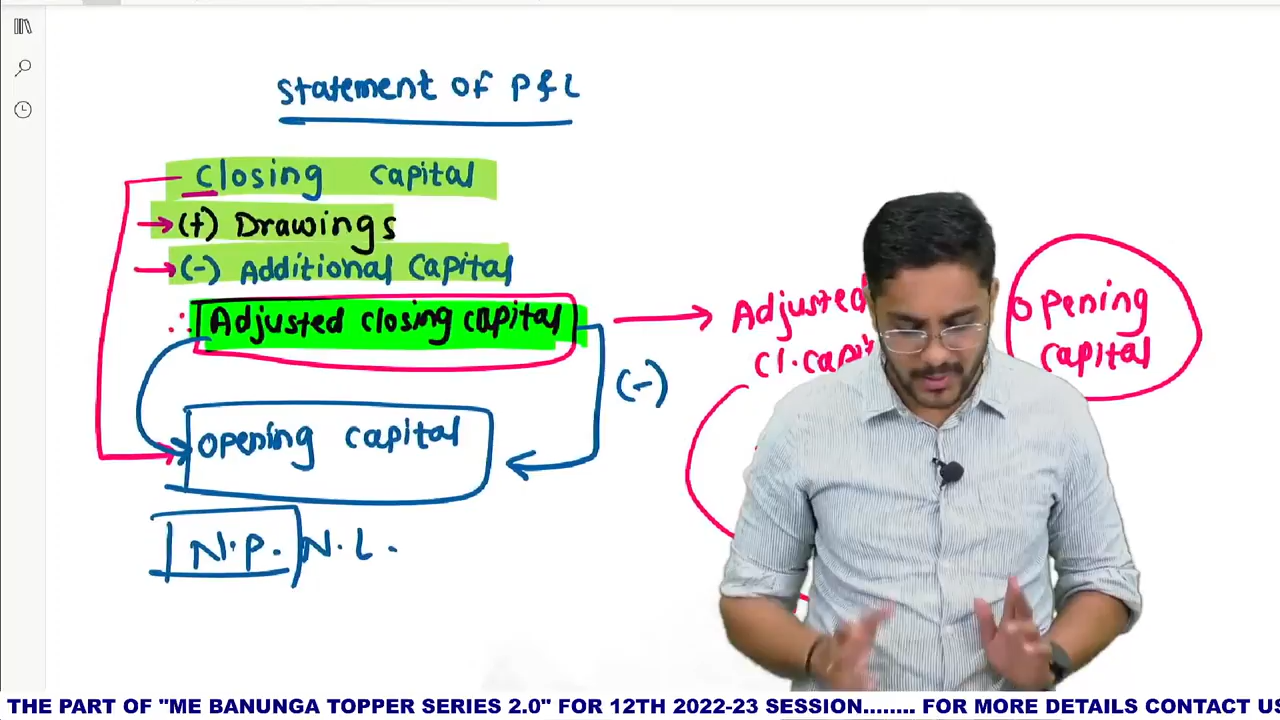 statement of P&L
Closing capital
→(+) Drawings
→(-) Additional Capital
∴ Adjusted closing capital → Adjusted opening
(-) cl. capital
opening capital
N.P. N.L.
THE PART OF "ME BANUNGA TOPPER SERIES 2.0" FOR 12TH 2022-23 SESSION........ FOR MORE DETAILS CONTACT US